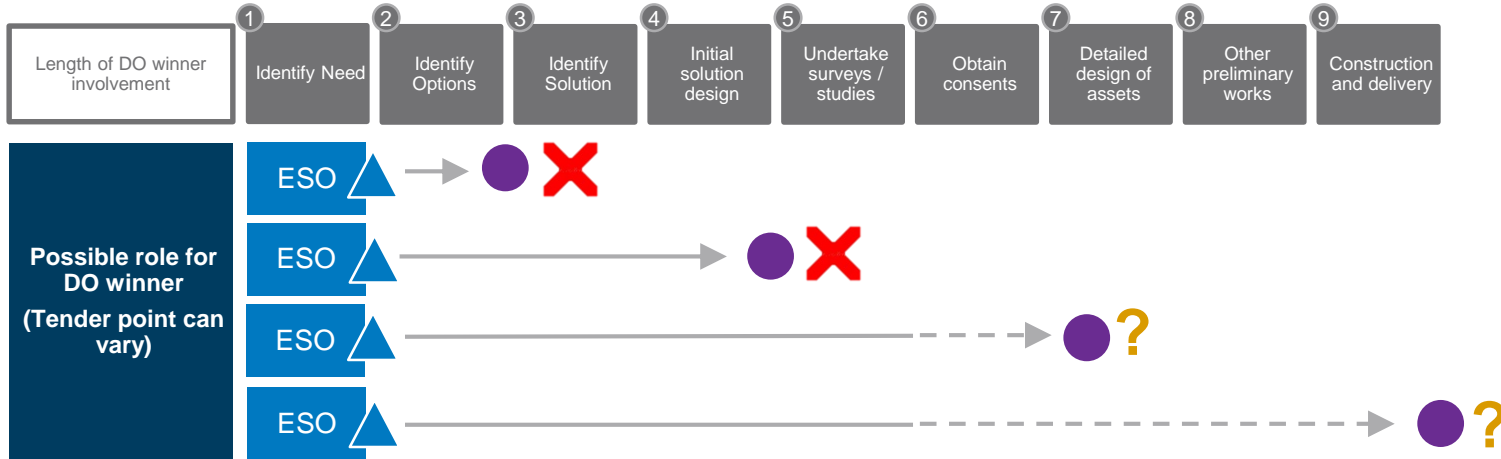 1
2
3
4
5
6
7
8
9
Length of DO winner
involvement
Identify Need
Identify
Options
Identify
Solution
Initial
solution
design
Undertake
surveys /
studies
Obtain
consents
Detailed
design of
assets
Other
preliminary
works
Construction
and delivery
Possible role for
DO winner
(Tender point can
vary)
ESO
ESO
ESO
?
ESO
?